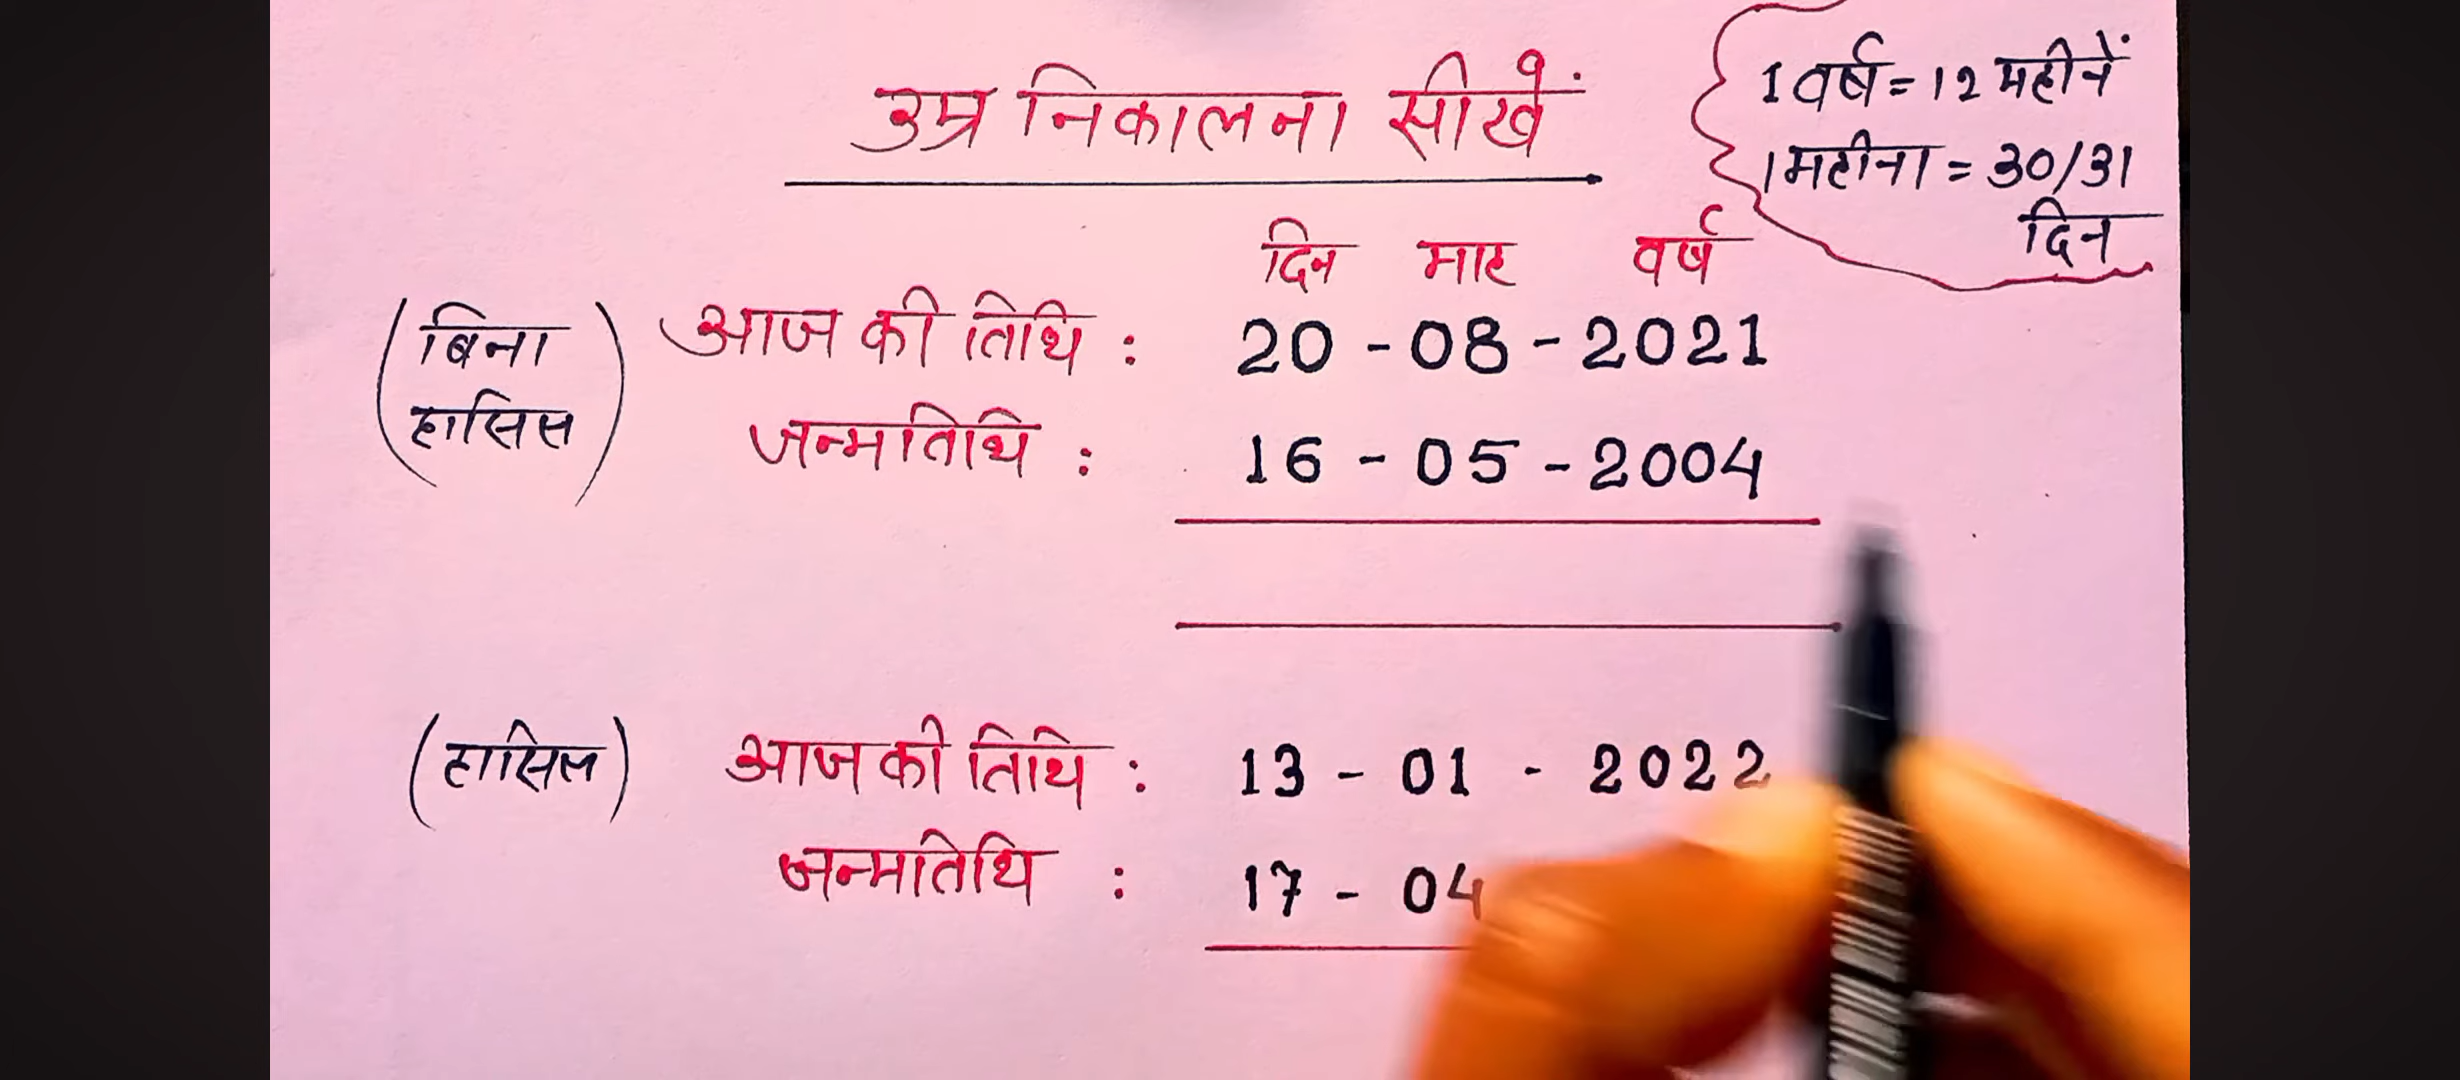 उम्र निकालना सीखें
1 वर्ष = 12 महीनें
1 महीना = 30/31
दिन
दिन माह वर्ष
(बिना हासिल) आज की तिथि : 20 - 08 - 2021
जन्मतिथि : 16 - 05 - 2004
(हासिल) आज की तिथि : 13 - 01 - 2022
जन्मतिथि : 17 - 04